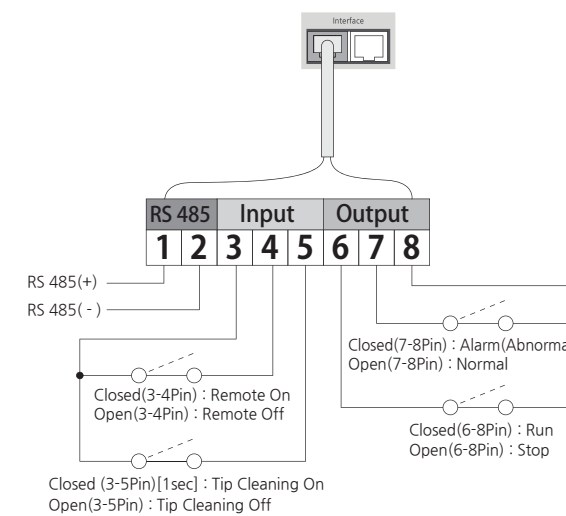 Interface
RS 485 Input Output
1 2 3 4 5 6 7 8
RS 485(+)
RS 485( - )
Closed(7-8Pin) : Alarm(Abnorma
Open(7-8Pin) : Normal
Closed(3-4Pin) : Remote On
Open(3-4Pin) : Remote Off
Closed(6-8Pin) : Run
Open(6-8Pin) : Stop
Closed (3-5Pin)[1sec] : Tip Cleaning On
Open(3-5Pin) : Tip Cleaning Off